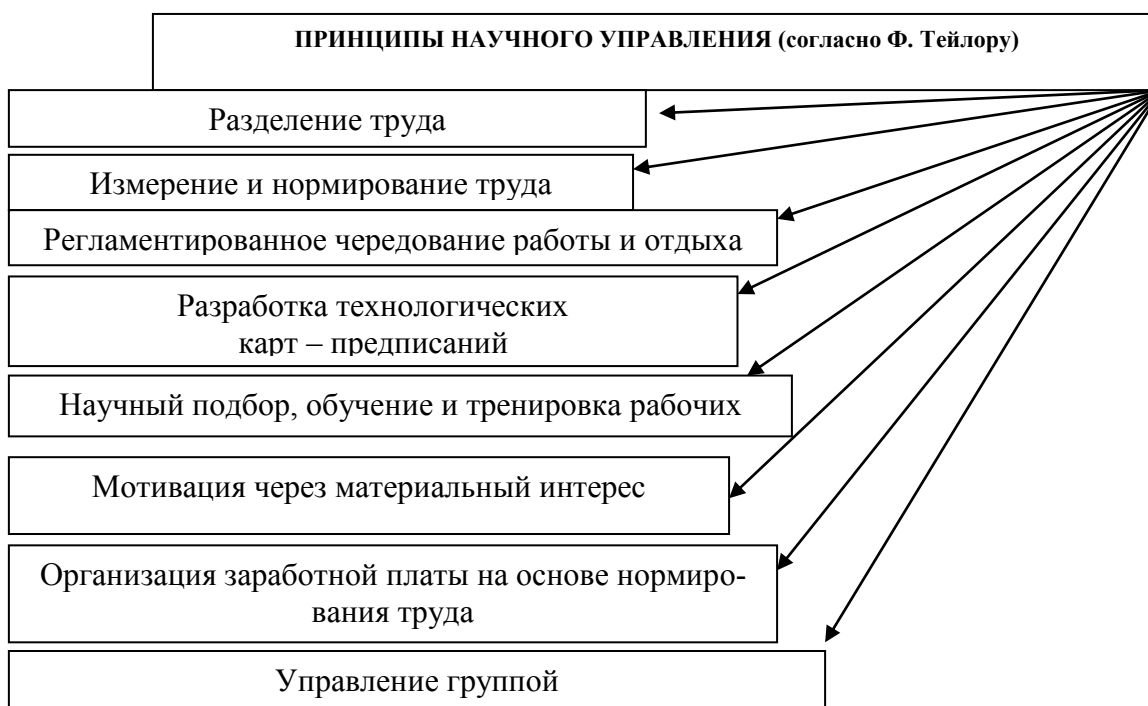 ПРИНЦИПЫ НАУЧНОГО УПРАВЛЕНИЯ (согласно Ф. Тейлору)
Разделение труда
Измерение и нормирование труда
Регламентированное чередование работы и отдыха
Разработка технологических
карт – предписаний
Научный подбор, обучение и тренировка рабочих
Мотивация через материальный интерес
Организация заработной платы на основе нормиро-
вания труда
Управление группой